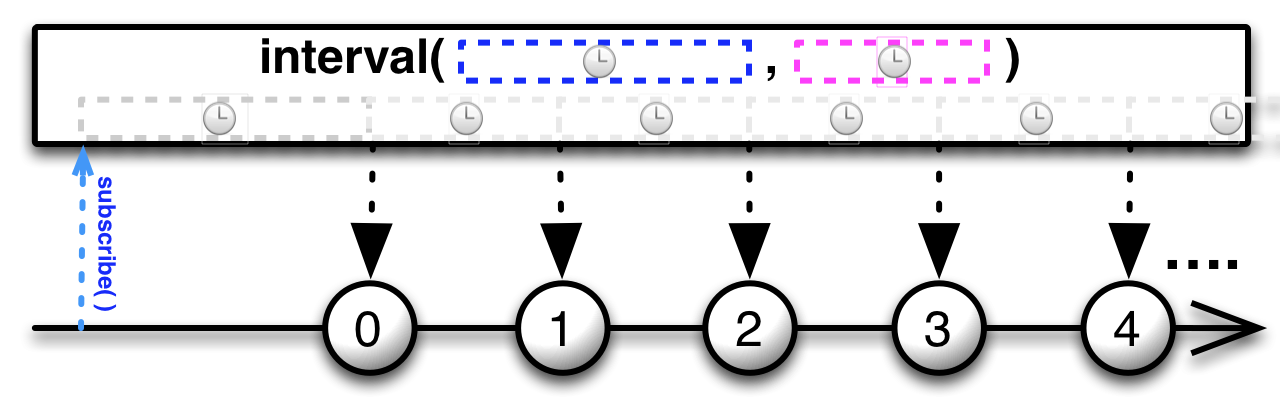 interval( , )
subscribe( )
....
0 1 2 3 4